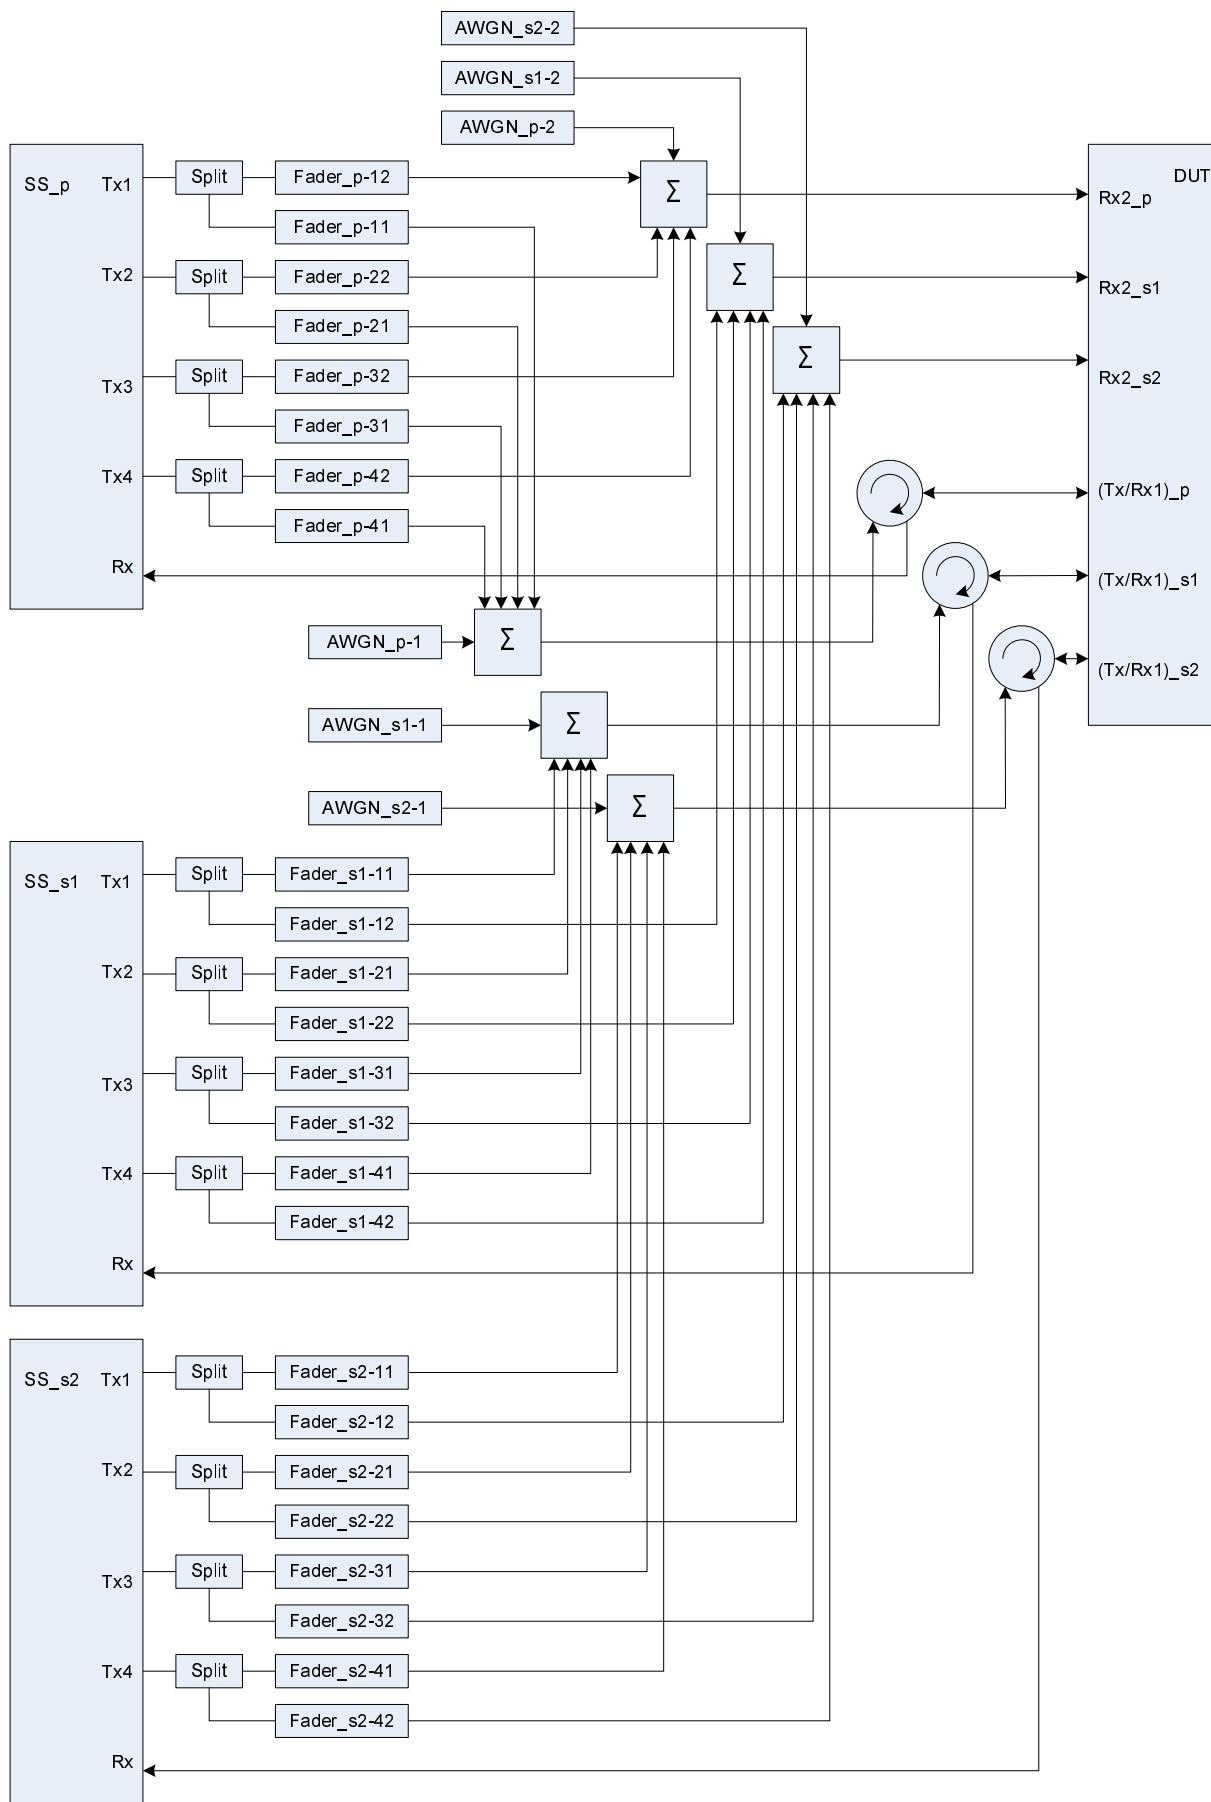 AWGN_s2-2
AWGN_s1-2
AWGN_p-2
SS_p
Tx1
Split
Fader_p-12
Σ
DUT
Rx2_p
Fader_p-11
Tx2
Split
Fader_p-22
Σ
Rx2_s1
Fader_p-21
Tx3
Split
Fader_p-32
Σ
Rx2_s2
Fader_p-31
Tx4
Split
Fader_p-42
(Tx/Rx1)_p
Fader_p-41
Rx
(Tx/Rx1)_s1
AWGN_p-1
Σ
(Tx/Rx1)_s2
AWGN_s1-1
Σ
AWGN_s2-1
Σ
SS_s1
Tx1
Split
Fader_s1-11
Fader_s1-12
Tx2
Split
Fader_s1-21
Fader_s1-22
Tx3
Split
Fader_s1-31
Fader_s1-32
Tx4
Split
Fader_s1-41
Fader_s1-42
Rx
SS_s2
Tx1
Split
Fader_s2-11
Fader_s2-12
Tx2
Split
Fader_s2-21
Fader_s2-22
Tx3
Split
Fader_s2-31
Fader_s2-32
Tx4
Split
Fader_s2-41
Fader_s2-42
Rx